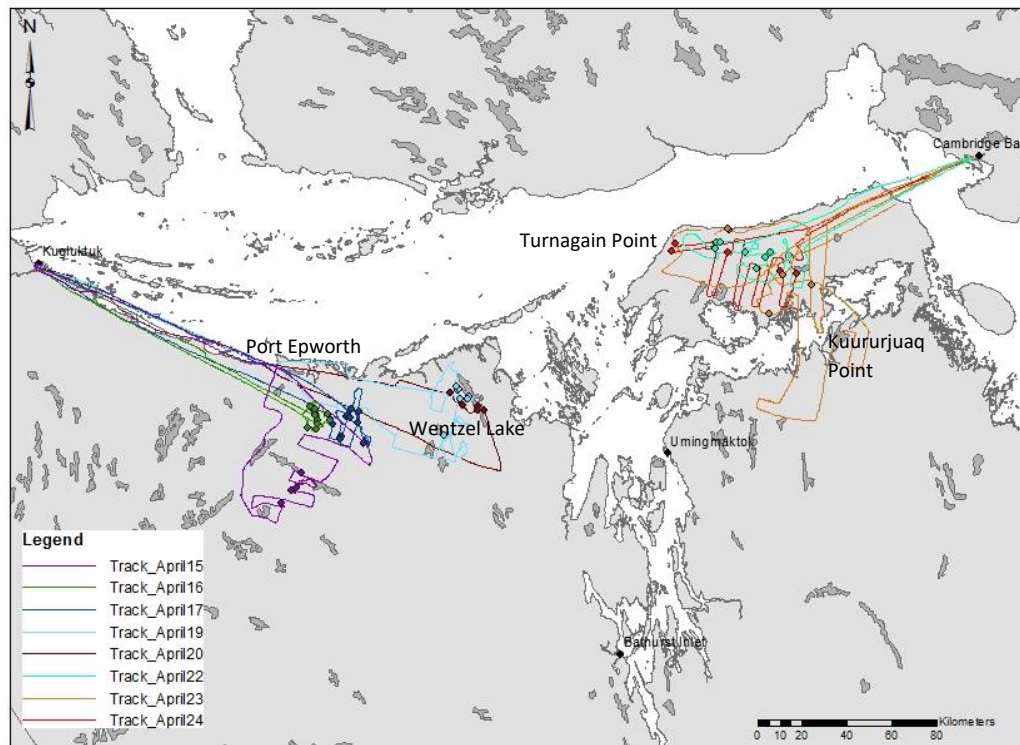 N
Cambridge Ba
Turnagain Point
Kugluktuk
Port Epworth
Kuururjuaq
Point
Wentzel Lake
Umingmaktok
Bathurst Inlet
Legend
Track_April15
Track_April16
Track_April17
Track_April19
Track_April20
Track_April22
Track_April23
Track_April24
Kilometers
0 10 20 40 60 80